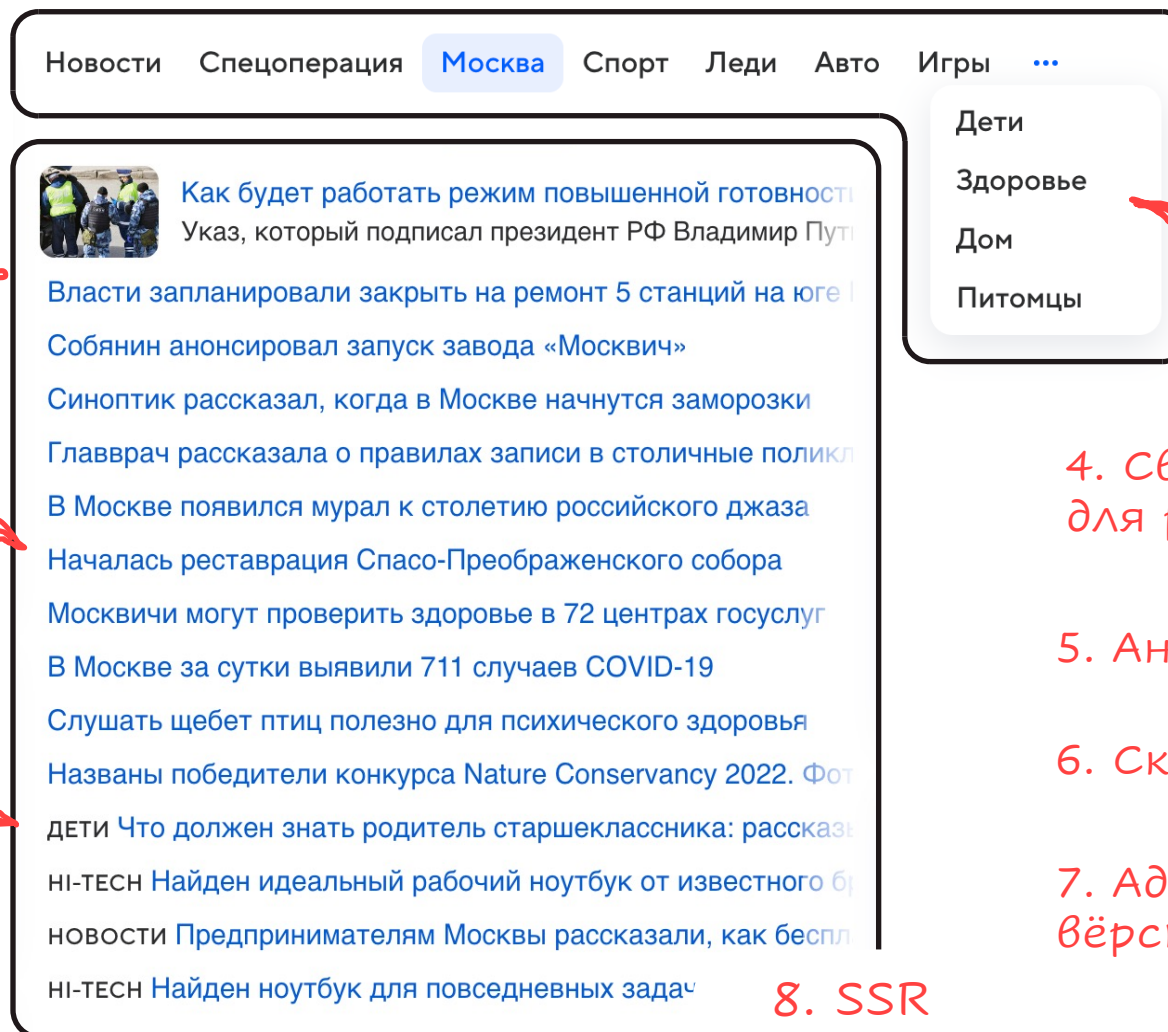 Новости Спецоперация Москва Спорт Леди Авто Игры ...
Дети
Здоровье
Дом
Питомцы
Как будет работать режим повышенной готовност
Указ, который подписал президент РФ Владимир
Власти запланировали закрыть на ремонт 5 станций на юге
Собянин анонсировал запуск завода «Москвич»
Синоптик рассказал, когда в Москве начнутся заморозки
Главврач рассказала о правилах записи в столичные
В Москве появился мурал к столетию российского джаза
Началась реставрация Спасо-Преображенского собора
Москвичи могут проверить здоровье в 72 центрах госуслуг
В Москве за сутки выявили 711 случаев COVID-19
Слушать щебет птиц полезно для психического здоровья
Названы победители конкурса Nature Conservancy 2022.
ДЕТИ Что должен знать родитель старшеклассника:
HI-TECH Найден идеальный рабочий ноутбук от известного
НОВОСТИ Предпринимателям Москвы рассказали, как
HI-TECH Найден ноутбук для повседневных задач
4.
для
5.
6.
7.
8. SSR